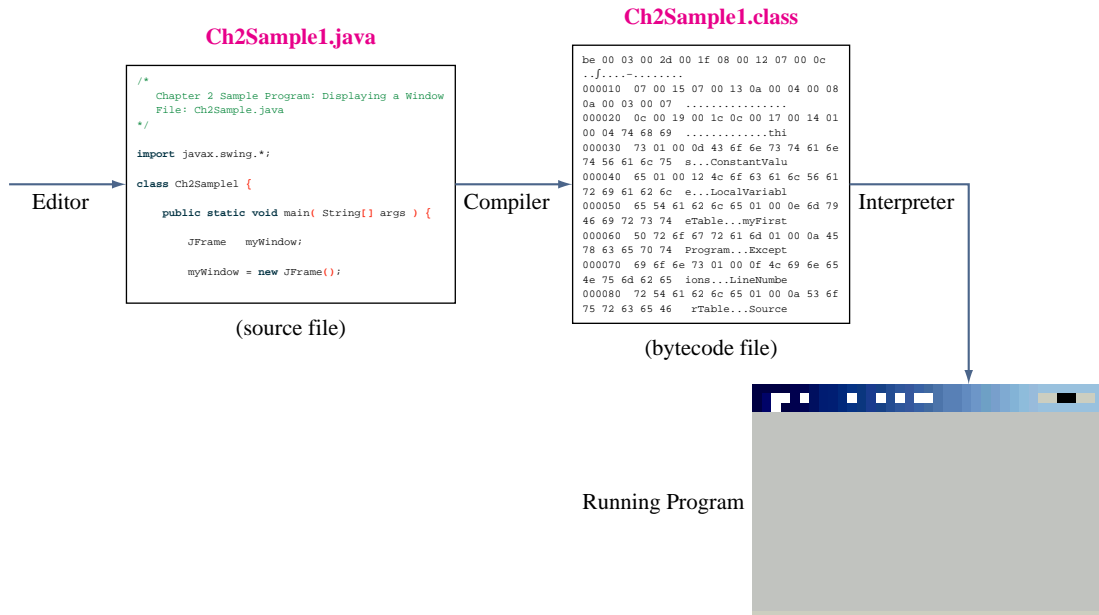 Ch2Sample1.java
/*
Chapter 2 Sample Program: Displaying a Window
File: Ch2Sample.java
*/
import javax.swing.*;
class Ch2Sample1 {
public static void main( String[] args ) {
JFrame myWindow;
myWindow = new JFrame();
(source file)
Ch2Sample1.class
be 00 03 00 2d 00 1f 08 00 12 07 00 0c
..∫....-........
000010 07 00 15 07 00 13 0a 00 04 00 08
0a 00 03 00 07 ................
000020 0c 00 19 00 1c 0c 00 17 00 14 01
00 04 74 68 69 .............thi
000030 73 01 00 0d 43 6f 6e 73 74 61 6e
74 56 61 6c 75 s...ConstantValu
000040 65 01 00 12 4c 6f 63 61 6c 56 61
72 69 61 62 6c e...LocalVariabl
000050 65 54 61 62 6c 65 01 00 0e 6d 79
46 69 72 73 74 eTable...myFirst
000060 50 72 6f 67 72 61 6d 01 00 0a 45
78 63 65 70 74 Program...Except
000070 69 6f 6e 73 01 00 0f 4c 69 6e 65
4e 75 6d 62 65 ions...LineNumbe
000080 72 54 61 62 6c 65 01 00 0a 53 6f
75 72 63 65 46 rTable...Source
(bytecode file)
Editor
Compiler
Interpreter
Running Program